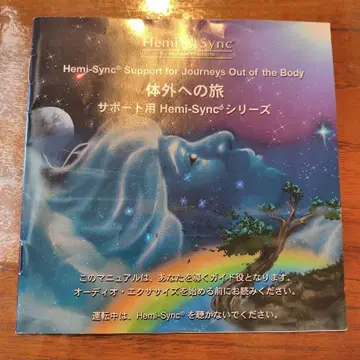 Hemi-Sync®
Hemi-Sync® Support for Journeys Out of the Body
体外への旅
サポート用 Hemi-Sync®シリーズ
このマニュアルは、あなたを導くガイド役となります。
オーディオ・エクササイズを始める前にお読みください。
運転中は、Hemi-Sync®を聴かないでください。